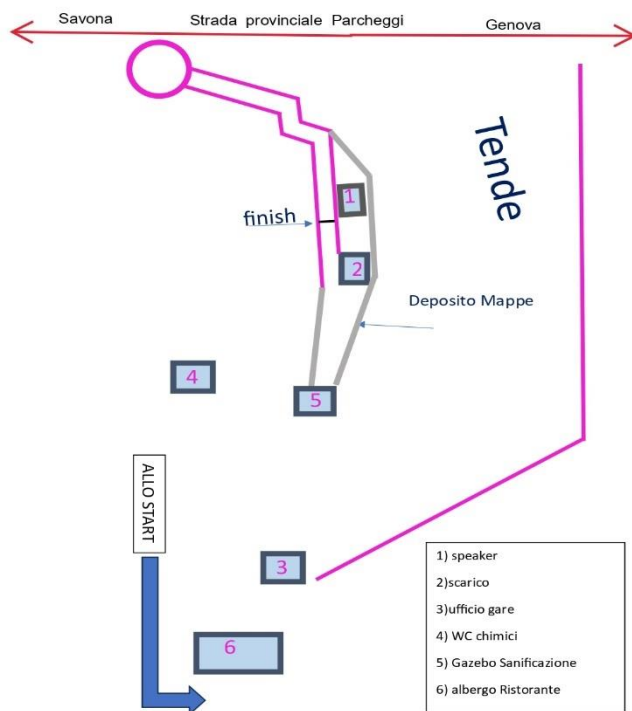 Savona
Strada provinciale Parcheggi
Genova
Tende
1
finish
2
Deposito Mappe
4
5
ALLO START
3
6
1) speaker
2)scarico
3)ufficio gare
4) WC chimici
5) Gazebo Sanificazione
6) albergo Ristorante